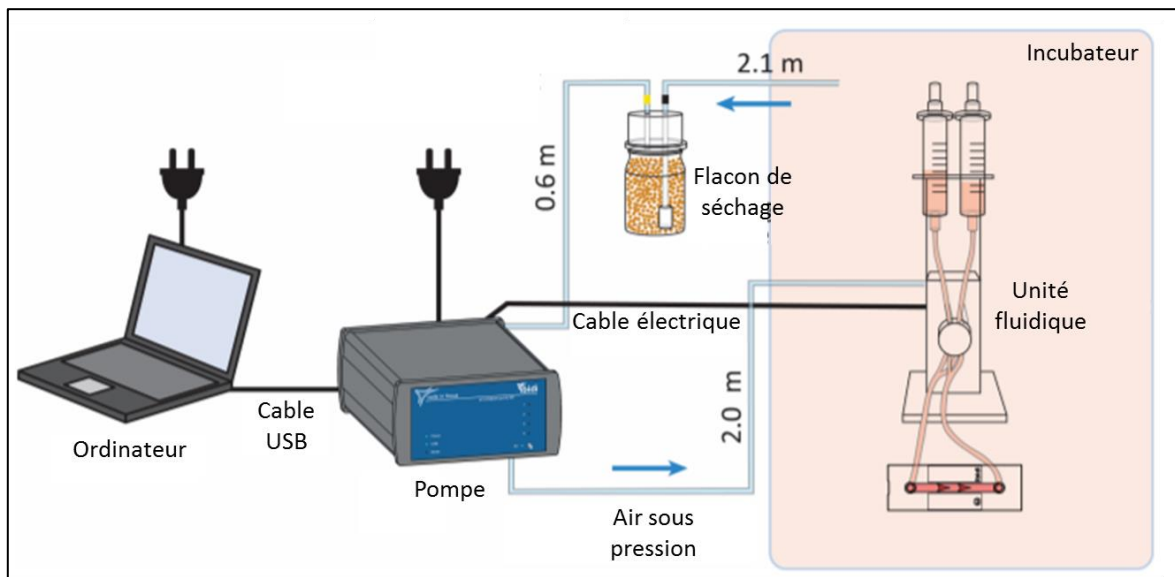 Incubateur
2.1 m
0.6 m
Flacon de
séchage
Unité
fluidique
Cable électrique
2.0 m
Cable
USB
Ordinateur
Pompe
ibidi
Air sous
pression